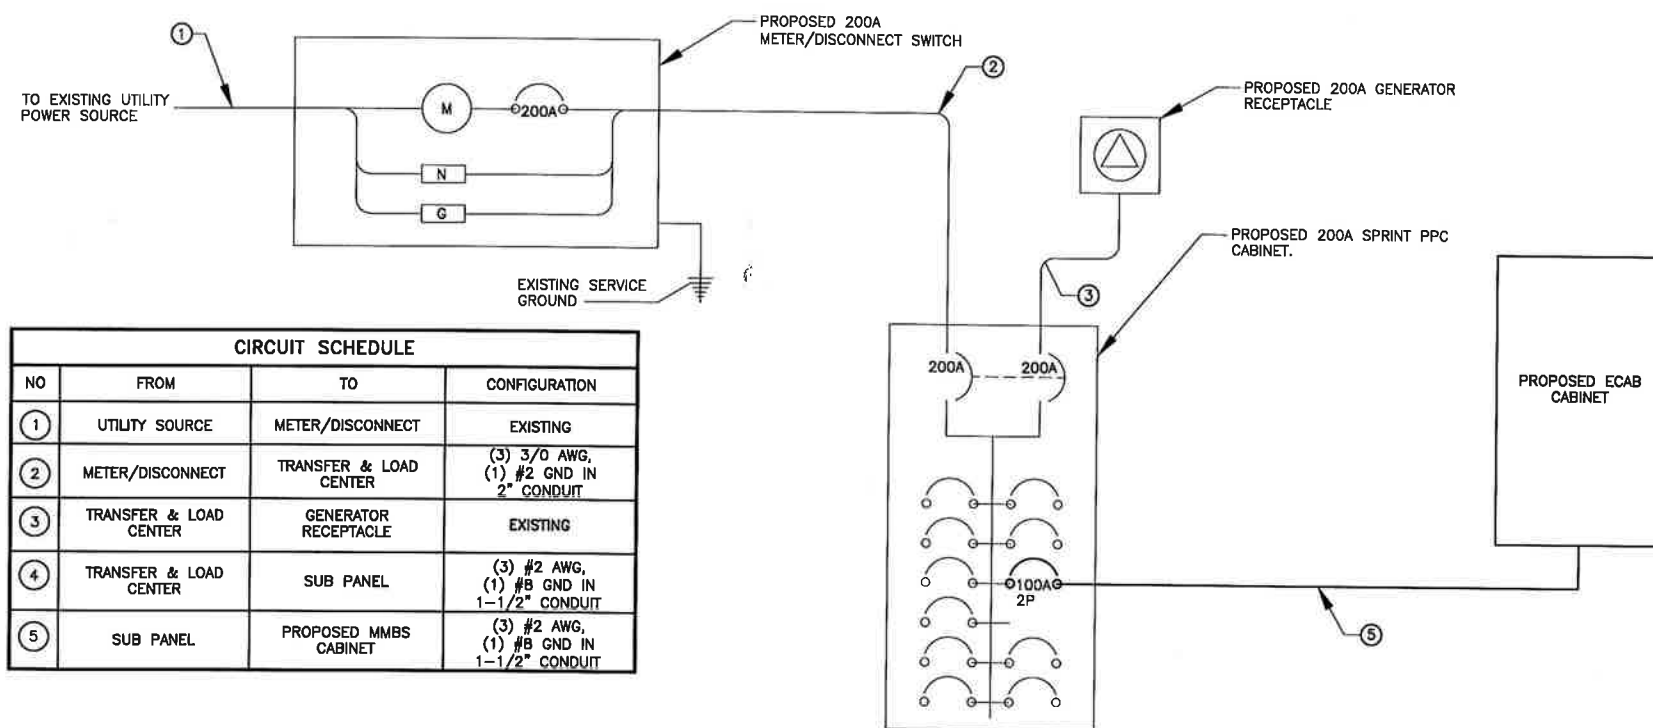 1
PROPOSED 200A
METER/DISCONNECT SWITCH
2
TO EXISTING UTILITY
POWER SOURCE
M
200A
N
G
PROPOSED 200A GENERATOR
RECEPTACLE
EXISTING SERVICE
GROUND
PROPOSED 200A SPRINT PPC
CABINET.
3
200A
200A
100A
2P
PROPOSED ECAB
CABINET
5
CIRCUIT SCHEDULE
NO FROM TO CONFIGURATION
1 UTILITY SOURCE METER/DISCONNECT EXISTING
2 METER/DISCONNECT TRANSFER & LOAD
CENTER
(3) 3/0 AWG,
(1) #2 GND IN
2" CONDUIT
3 TRANSFER & LOAD
CENTER
GENERATOR
RECEPTACLE
EXISTING
4 TRANSFER & LOAD
CENTER
SUB PANEL
(3) #2 AWG,
(1) #8 GND IN
1-1/2" CONDUIT
5 SUB PANEL
PROPOSED MMBS
CABINET
(3) #2 AWG,
(1) #8 GND IN
1-1/2" CONDUIT